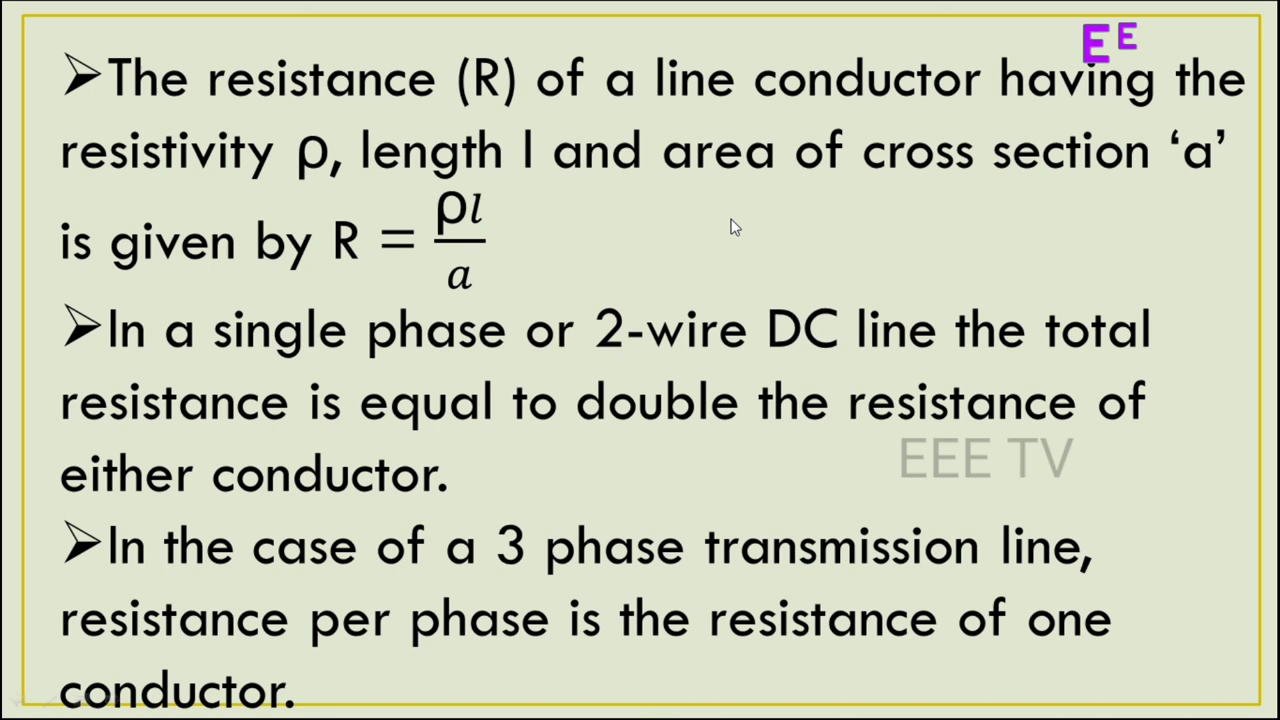 E E
➢The resistance (R) of a line conductor having the
resistivity ρ, length l and area of cross section ‘a’
is given by R = ρl/a
➢In a single phase or 2-wire DC line the total
resistance is equal to double the resistance of
either conductor.
EEE TV
➢In the case of a 3 phase transmission line,
resistance per phase is the resistance of one
conductor.